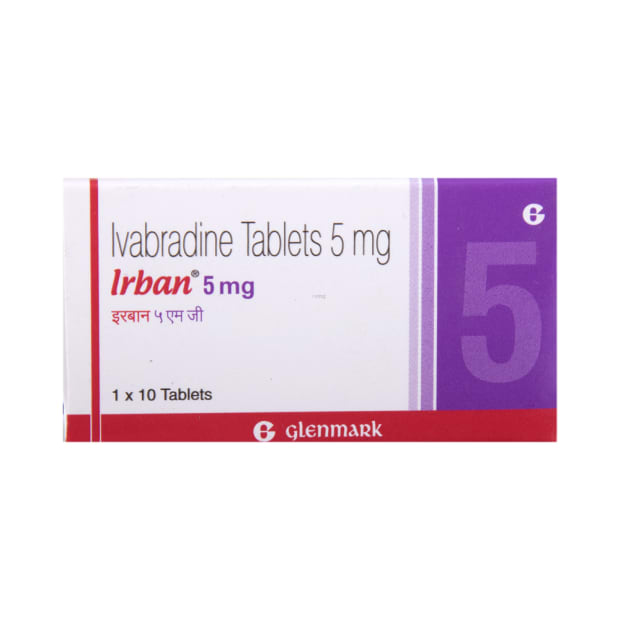 Ivabradine Tablets 5 mg
Irban® 5 mg
इरबान ५ एम जी
1 x 10 Tablets
5
G glenmark